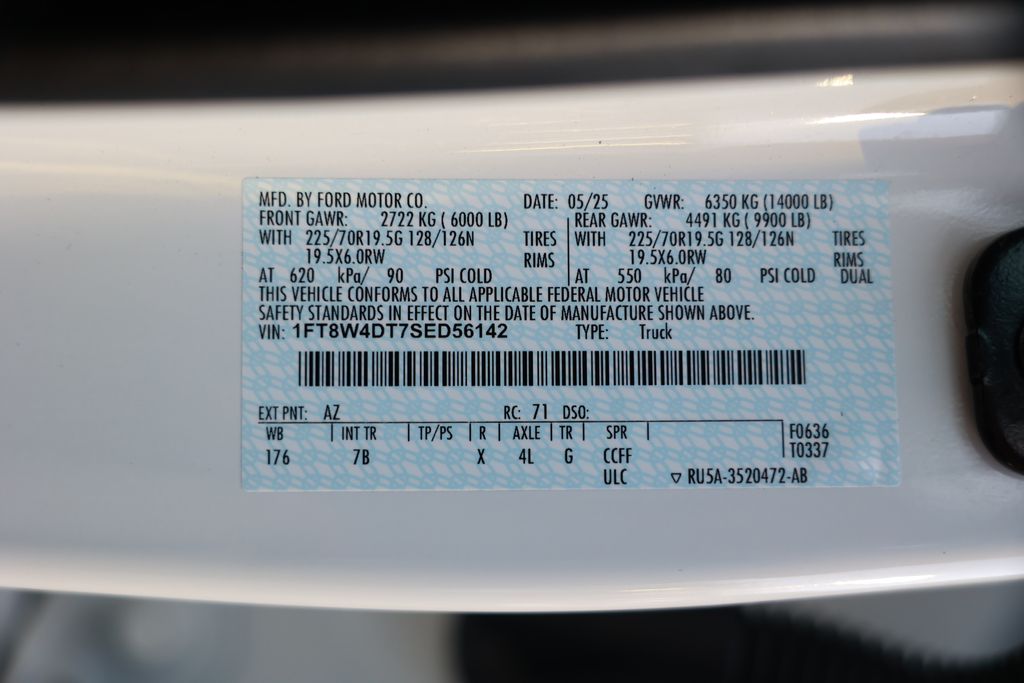 MFD. BY FORD MOTOR CO. DATE: 05/25 GVWR: 6350 KG (14000 LB)
FRONT GAWR: 2722 KG ( 6000 LB) REAR GAWR: 4491 KG ( 9900 LB)
WITH 225/70R19.5G 128/126N TIRES WITH 225/70R19.5G 128/126N TIRES
19.5X6.0RW RIMS 19.5X6.0RW RIMS
AT 620 kPa/ 90 PSI COLD AT 550 kPa/ 80 PSI COLD DUAL
THIS VEHICLE CONFORMS TO ALL APPLICABLE FEDERAL MOTOR VEHICLE
SAFETY STANDARDS IN EFFECT ON THE DATE OF MANUFACTURE SHOWN ABOVE.
VIN: 1FT8W4DT7SED56142 TYPE: Truck
EXT PNT: AZ RC: 71 DSO:
WB INT TR TP/PS R AXLE TR SPR F0636
176 7B X 4L G CCFF T0337
ULC ▽ RU5A-3520472-AB